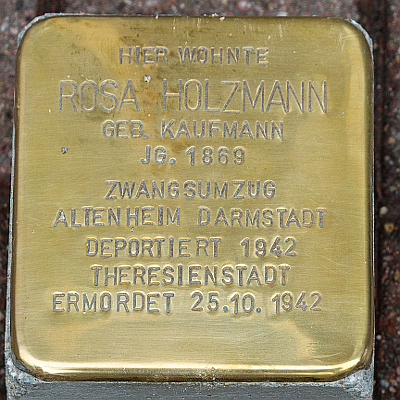 HIER WOHNTE
ROSA HOLZMANN
GEB. KAUFMANN
JG. 1869
ZWANGSUMZUG
ALTENHEIM DARMSTADT
DEPORTIERT 1942
THERESIENSTADT
ERMORDET 25.10.1942